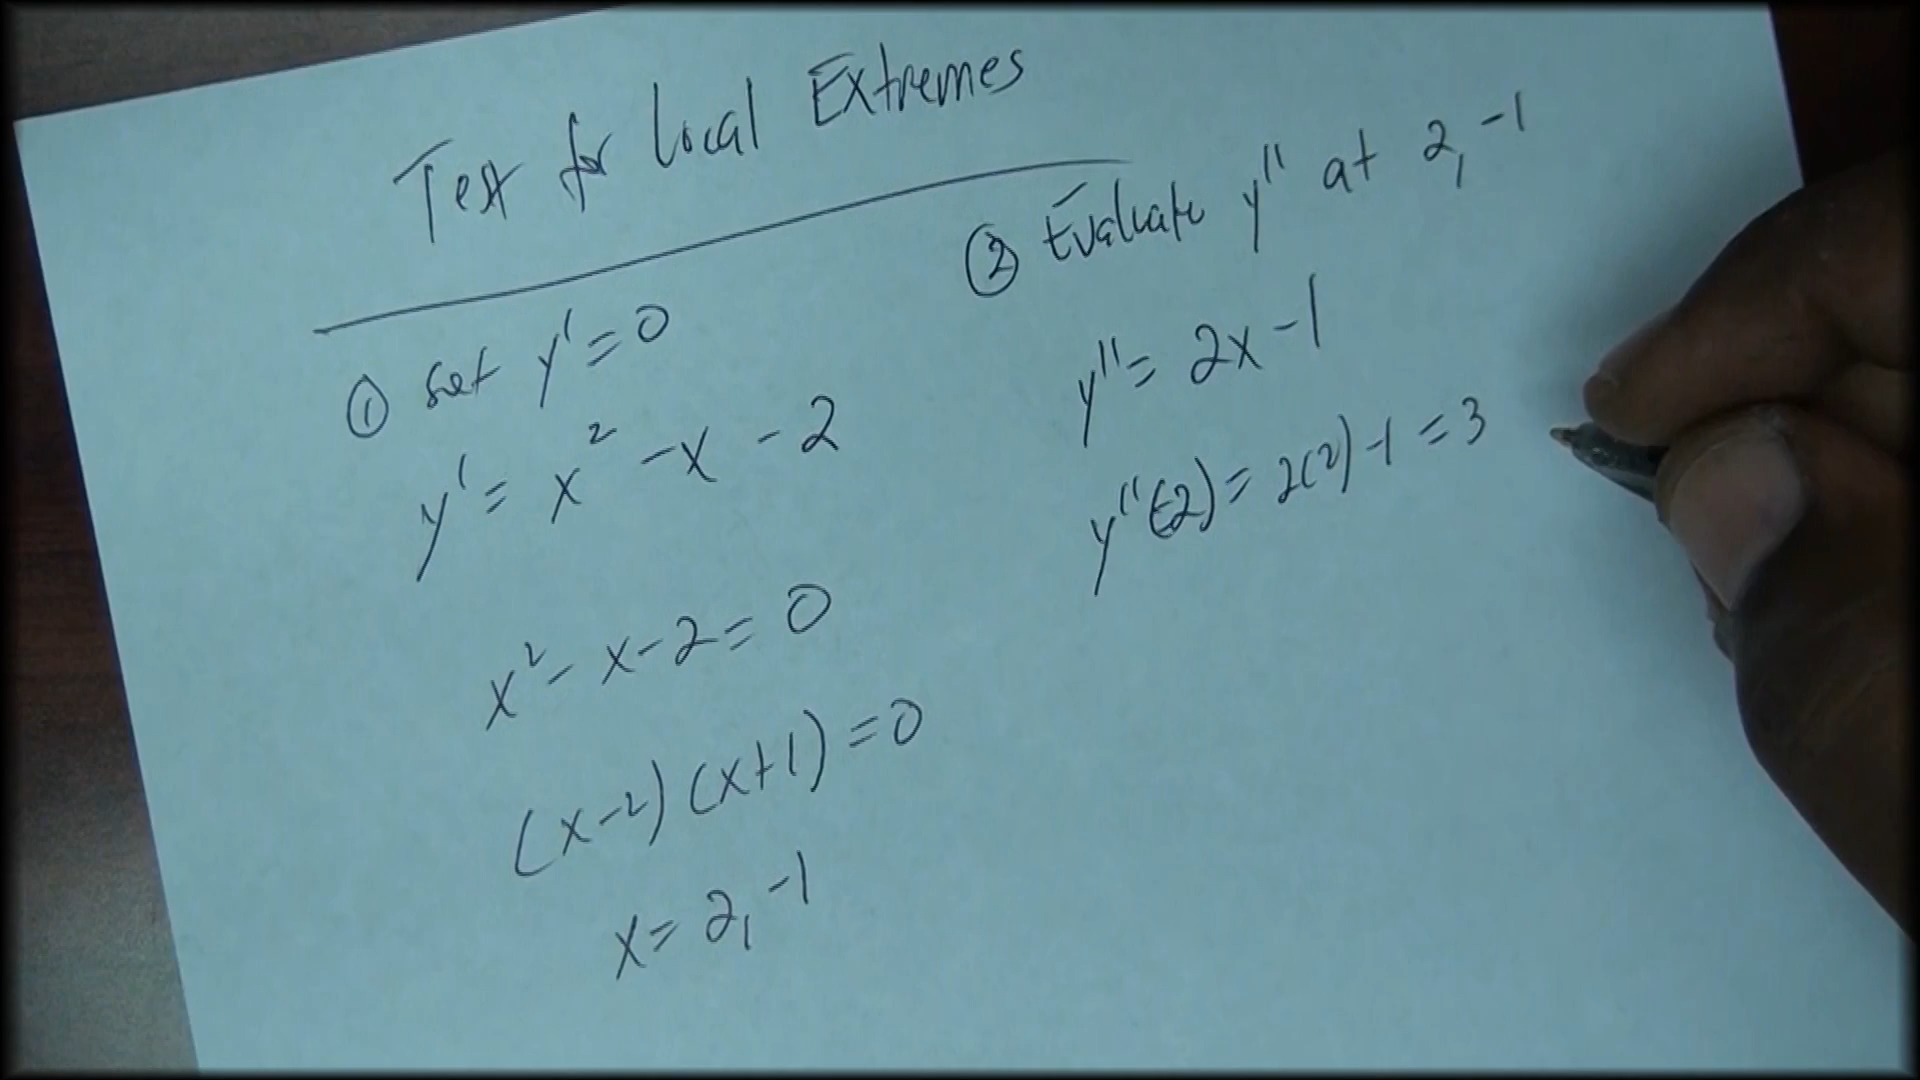 Test for Local Extremes
① set y' = 0
y' = x² - x - 2
x² - x - 2 = 0
(x-2)(x+1) = 0
x = 2, -1
② Evaluate y'' at 2, -1
y'' = 2x - 1
y''(-2) = 2(2) - 1 = 3